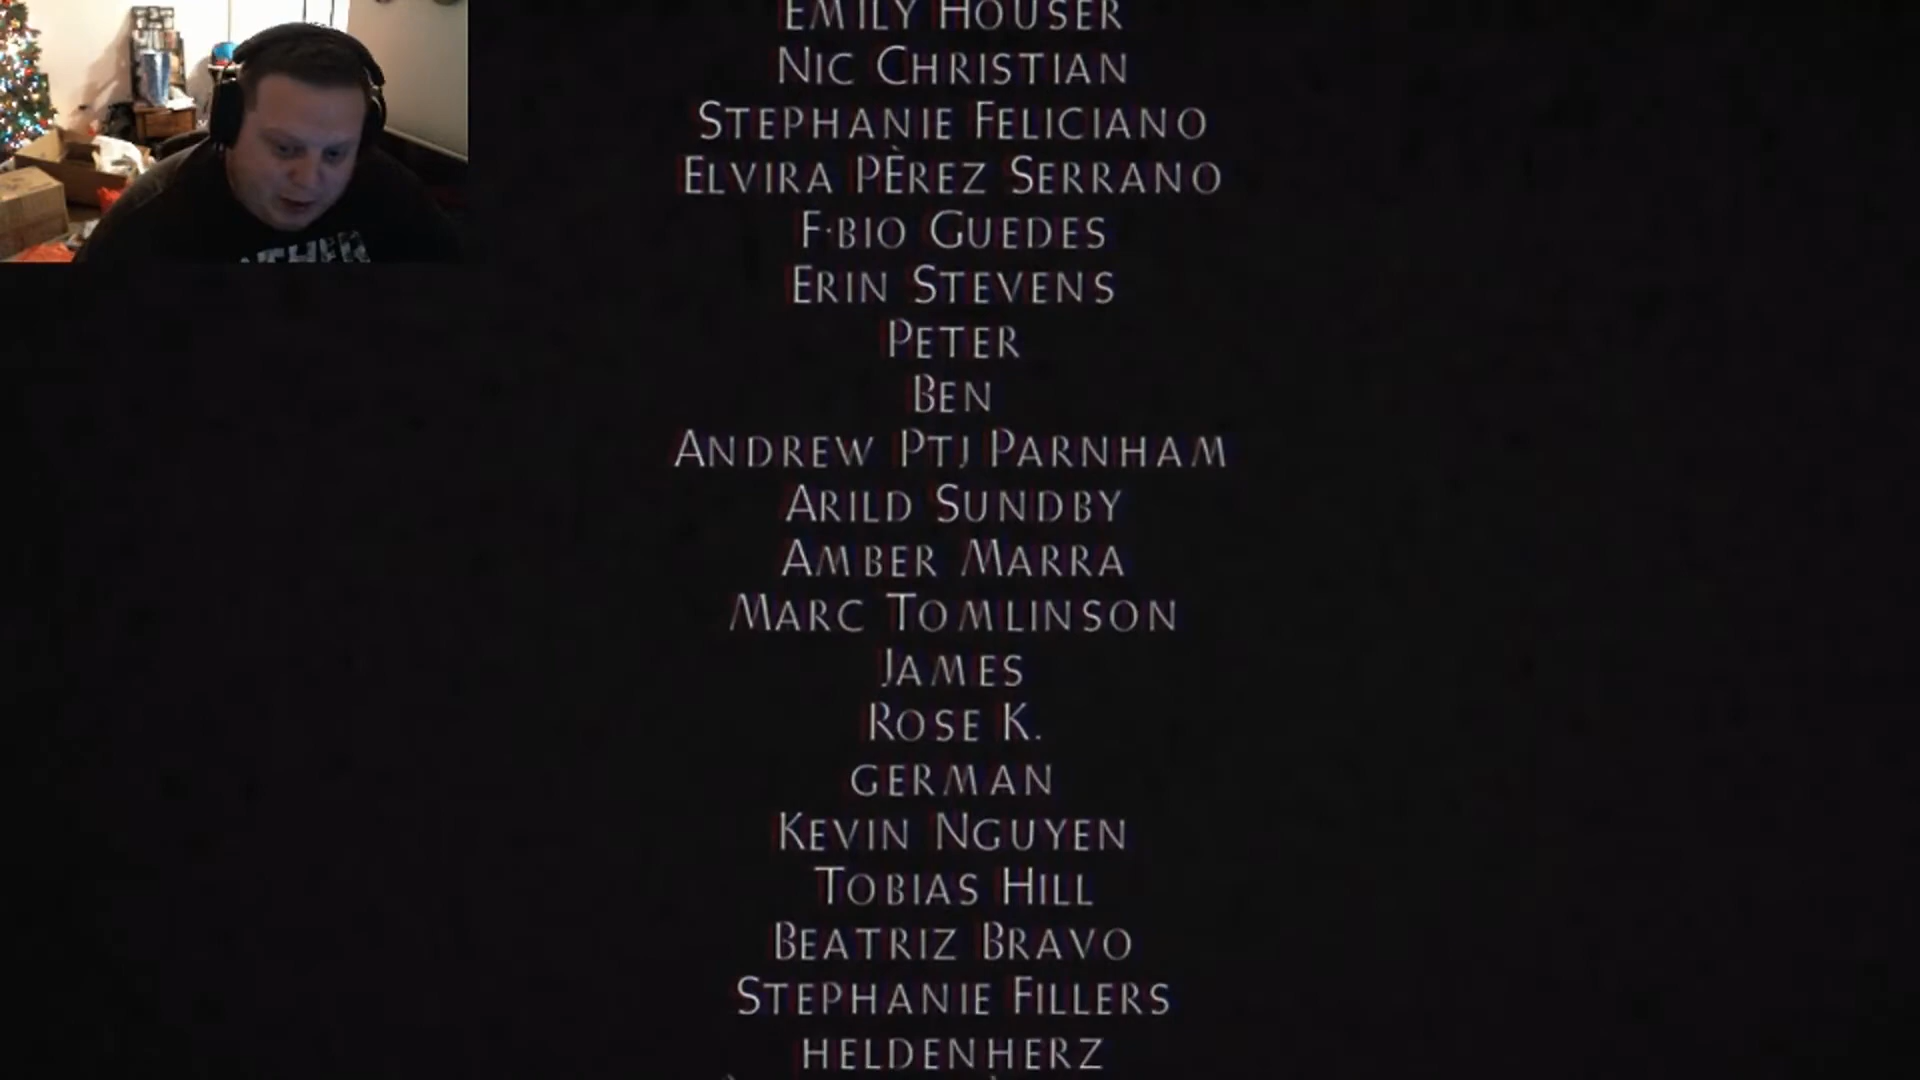 EMILY HOUSER
NIC CHRISTIAN
STEPHANIE FELICIANO
ELVIRA PÈREZ SERRANO
F·BIO GUEDES
ERIN STEVENS
PETER
BEN
ANDREW PTJ PARNHAM
ARILD SUNDBY
AMBER MARRA
MARC TOMLINSON
JAMES
ROSE K.
GERMAN
KEVIN NGUYEN
TOBIAS HILL
BEATRIZ BRAVO
STEPHANIE FILLERS
HELDENHERZ